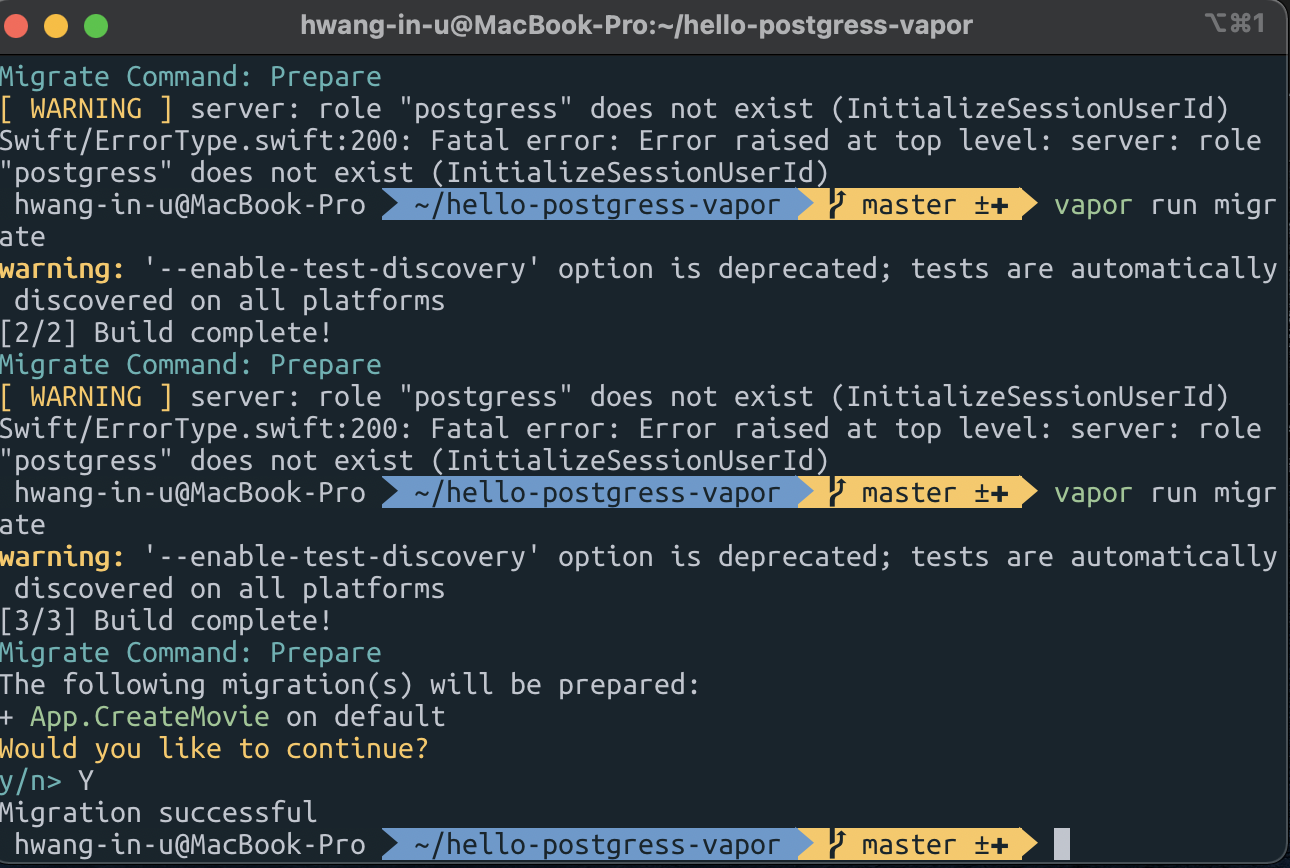 hwang-in-u@MacBook-Pro:~/hello-postgress-vapor
⌥⌘1
Migrate Command: Prepare
[ WARNING ] server: role "postgress" does not exist (InitializeSessionUserId)
Swift/ErrorType.swift:200: Fatal error: Error raised at top level: server: role
"postgress" does not exist (InitializeSessionUserId)
hwang-in-u@MacBook-Pro ~/hello-postgress-vapor master ±✚ vapor run migr
ate
warning: '--enable-test-discovery' option is deprecated; tests are automatically
discovered on all platforms
[2/2] Build complete!
Migrate Command: Prepare
[ WARNING ] server: role "postgress" does not exist (InitializeSessionUserId)
Swift/ErrorType.swift:200: Fatal error: Error raised at top level: server: role
"postgress" does not exist (InitializeSessionUserId)
hwang-in-u@MacBook-Pro ~/hello-postgress-vapor master ±✚ vapor run migr
ate
warning: '--enable-test-discovery' option is deprecated; tests are automatically
discovered on all platforms
[3/3] Build complete!
Migrate Command: Prepare
The following migration(s) will be prepared:
+ App.CreateMovie on default
Would you like to continue?
y/n> Y
Migration successful
hwang-in-u@MacBook-Pro ~/hello-postgress-vapor master ±✚